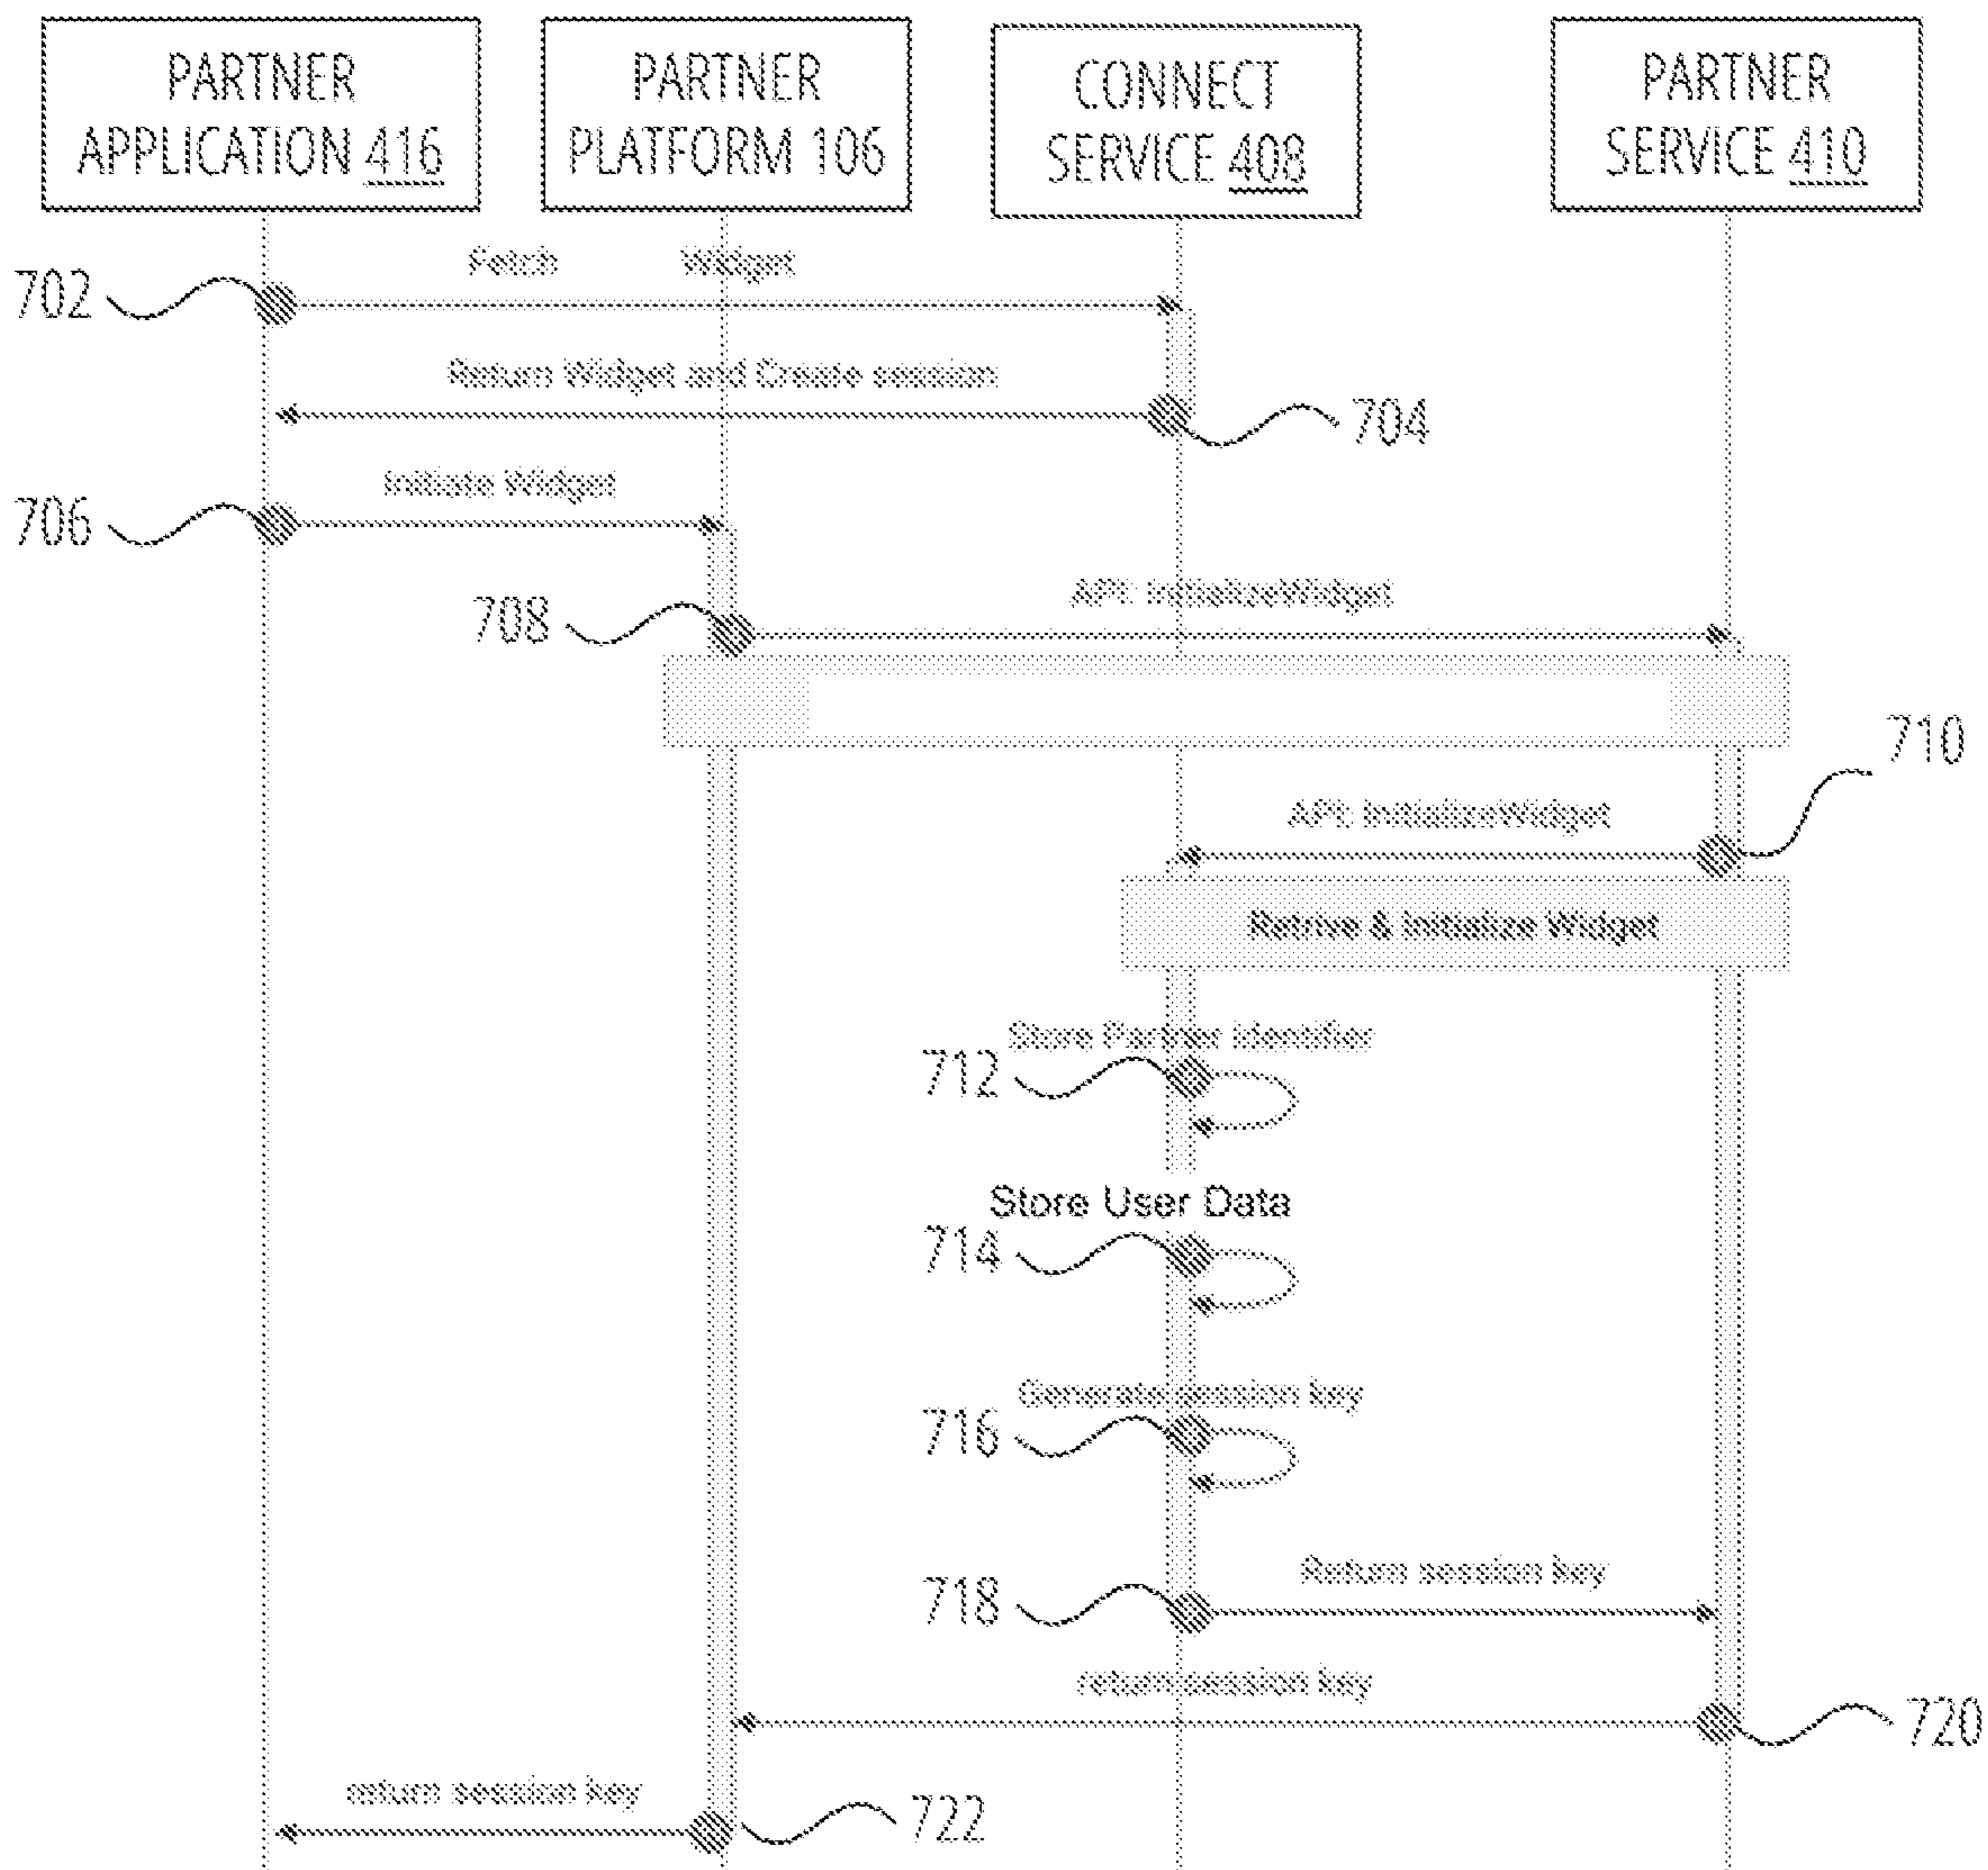 PARTNER
APPLICATION 416
PARTNER
PLATFORM 106
CONNECT
SERVICE 408
PARTNER
SERVICE 410
Fetch Widget
702
Return Widget and Create session
704
Initiate Widget
706
API: InitializeWidget
708
710
API: InitializeWidget
Retrive & Initialize Widget
Store Partner Identifier
712
Store User Data
714
Generate session key
716
Return session key
718
return session key
720
return session key
722